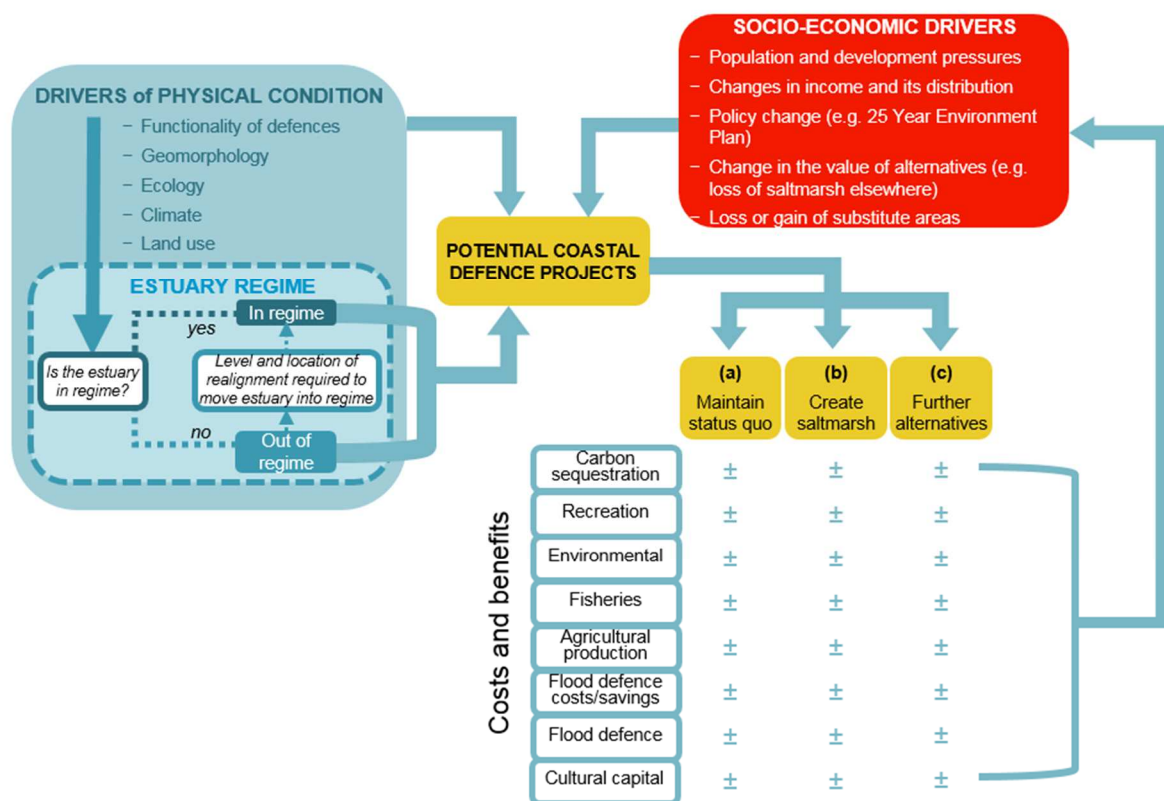 DRIVERS of PHYSICAL CONDITION
− Functionality of defences
− Geomorphology
− Ecology
− Climate
− Land use
ESTUARY REGIME
In regime
yes
Is the estuary
in regime?
Level and location of
realignment required to
move estuary into regime
no
Out of
regime
SOCIO-ECONOMIC DRIVERS
− Population and development pressures
− Changes in income and its distribution
− Policy change (e.g. 25 Year Environment
Plan)
− Change in the value of alternatives (e.g.
loss of saltmarsh elsewhere)
− Loss or gain of substitute areas
POTENTIAL COASTAL
DEFENCE PROJECTS
(a)
Maintain
status quo
(b)
Create
saltmarsh
(c)
Further
alternatives
Costs and benefits
Carbon
sequestration
± ± ±
Recreation
± ± ±
Environmental
± ± ±
Fisheries
± ± ±
Agricultural
production
± ± ±
Flood defence
costs/savings
± ± ±
Flood defence
± ± ±
Cultural capital
± ± ±